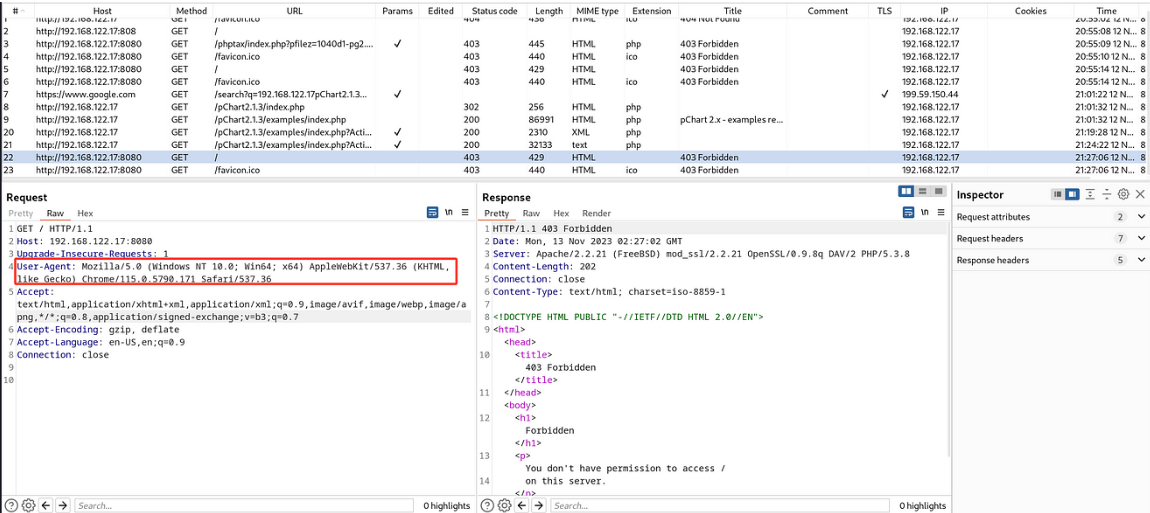 # Host Method URL Params Edited Status code Length MIME type Extension Title Comment TLS IP Cookies Time
1 http://192.168.122.17 GET /favicon.ico 404 436 HTML ico 404 Not Found 192.168.122.17 20:55:02 12 N... 8
2 http://192.168.122.17:808 GET / 192.168.122.17 20:55:08 12 N... 8
3 http://192.168.122.17:8080 GET /phptax/index.php?pfilez=1040d1-pg2.... ✓ 403 445 HTML php 403 Forbidden 192.168.122.17 20:55:09 12 N... 8
4 http://192.168.122.17:8080 GET /favicon.ico 403 440 HTML ico 403 Forbidden 192.168.122.17 20:55:10 12 N... 8
5 http://192.168.122.17:8080 GET / 403 429 HTML 403 Forbidden 192.168.122.17 20:55:14 12 N... 8
6 http://192.168.122.17:8080 GET /favicon.ico 403 440 HTML ico 403 Forbidden 192.168.122.17 20:55:14 12 N... 8
7 https://www.google.com GET /search?q=192.168.122.17pChart2.1.3... ✓ ✓ 199.59.150.44 21:01:22 12 N... 8
8 http://192.168.122.17 GET /pChart2.1.3/index.php 302 256 HTML php 192.168.122.17 21:01:32 12 N... 8
9 http://192.168.122.17 GET /pChart2.1.3/examples/index.php 200 86991 HTML php pChart 2.x - examples re... 192.168.122.17 21:01:32 12 N... 8
20 http://192.168.122.17 GET /pChart2.1.3/examples/index.php?Acti... ✓ 200 2310 XML php 192.168.122.17 21:19:28 12 N... 8
21 http://192.168.122.17 GET /pChart2.1.3/examples/index.php?Acti... ✓ 200 32133 text php 192.168.122.17 21:24:22 12 N... 8
22 http://192.168.122.17:8080 GET / 403 429 HTML 403 Forbidden 192.168.122.17 21:27:06 12 N... 8
23 http://192.168.122.17:8080 GET /favicon.ico 403 440 HTML ico 403 Forbidden 192.168.122.17 21:27:06 12 N... 8
Request
Pretty Raw Hex
\n
1 GET / HTTP/1.1
2 Host: 192.168.122.17:8080
3 Upgrade-Insecure-Requests: 1
4 User-Agent: Mozilla/5.0 (Windows NT 10.0; Win64; x64) AppleWebKit/537.36 (KHTML,
like Gecko) Chrome/115.0.5790.171 Safari/537.36
5 Accept:
text/html,application/xhtml+xml,application/xml;q=0.9,image/avif,image/webp,image/a
png,*/*;q=0.8,application/signed-exchange;v=b3;q=0.7
6 Accept-Encoding: gzip, deflate
7 Accept-Language: en-US,en;q=0.9
8 Connection: close
9
10
Search...
0 highlights
Response
Pretty Raw Hex Render
\n
1 HTTP/1.1 403 Forbidden
2 Date: Mon, 13 Nov 2023 02:27:02 GMT
3 Server: Apache/2.2.21 (FreeBSD) mod_ssl/2.2.21 OpenSSL/0.9.8q DAV/2 PHP/5.3.8
4 Content-Length: 202
5 Connection: close
6 Content-Type: text/html; charset=iso-8859-1
7
8 <!DOCTYPE HTML PUBLIC "-//IETF//DTD HTML 2.0//EN">
9 <html>
<head>
10 <title>
403 Forbidden
</title>
11 </head>
<body>
12 <h1>
Forbidden
</h1>
13 <p>
You don't have permission to access /
14 on this server.
</p>
Search...
0 highlights
Inspector
Request attributes 2
Request headers 7
Response headers 5